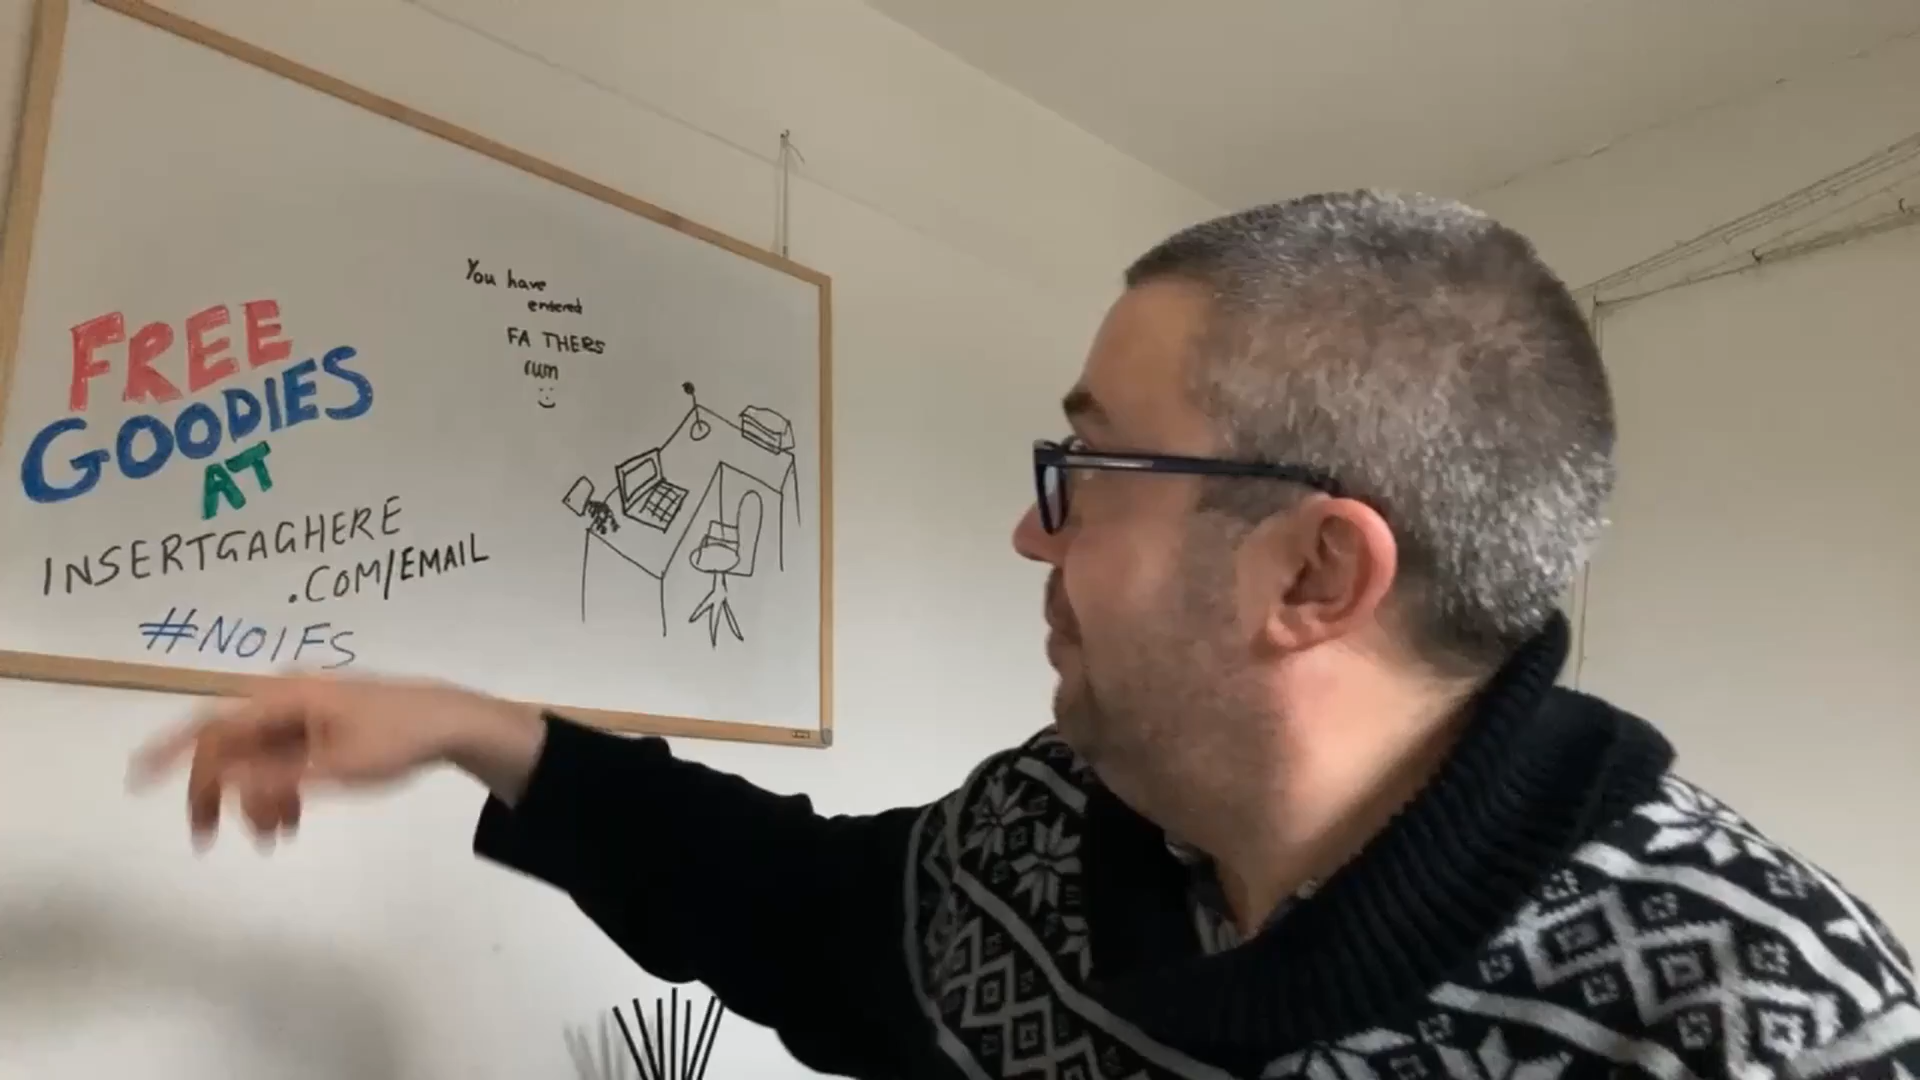 FREE
GOODIES
AT
INSERTGAGHERE
.COM/EMAIL
#NOIFS
You have
entered
FA THERS
rum